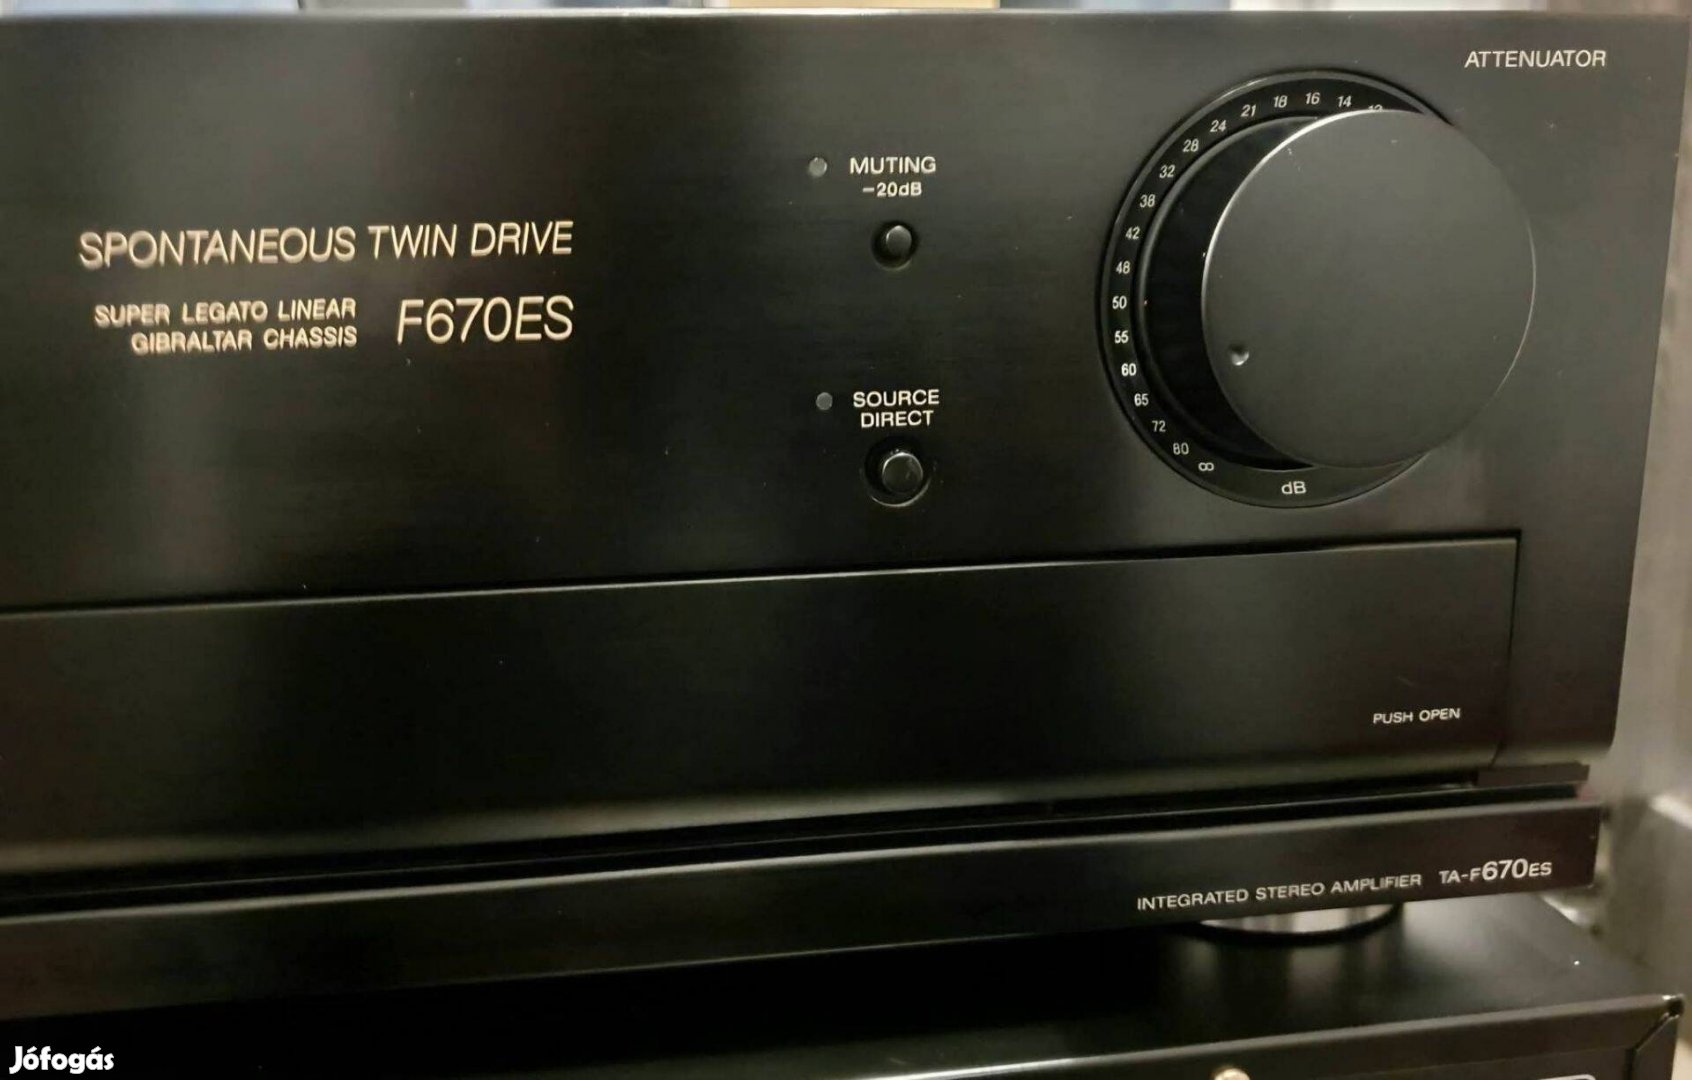 ATTENUATOR
MUTING
-20dB
SPONTANEOUS TWIN DRIVE
SUPER LEGATO LINEAR
GIBRALTAR CHASSIS
F670ES
SOURCE
DIRECT
14
16
18
21
24
28
32
38
42
48
50
55
60
65
72
80
∞
dB
PUSH OPEN
INTEGRATED STEREO AMPLIFIER TA-F670ES
Jófogás